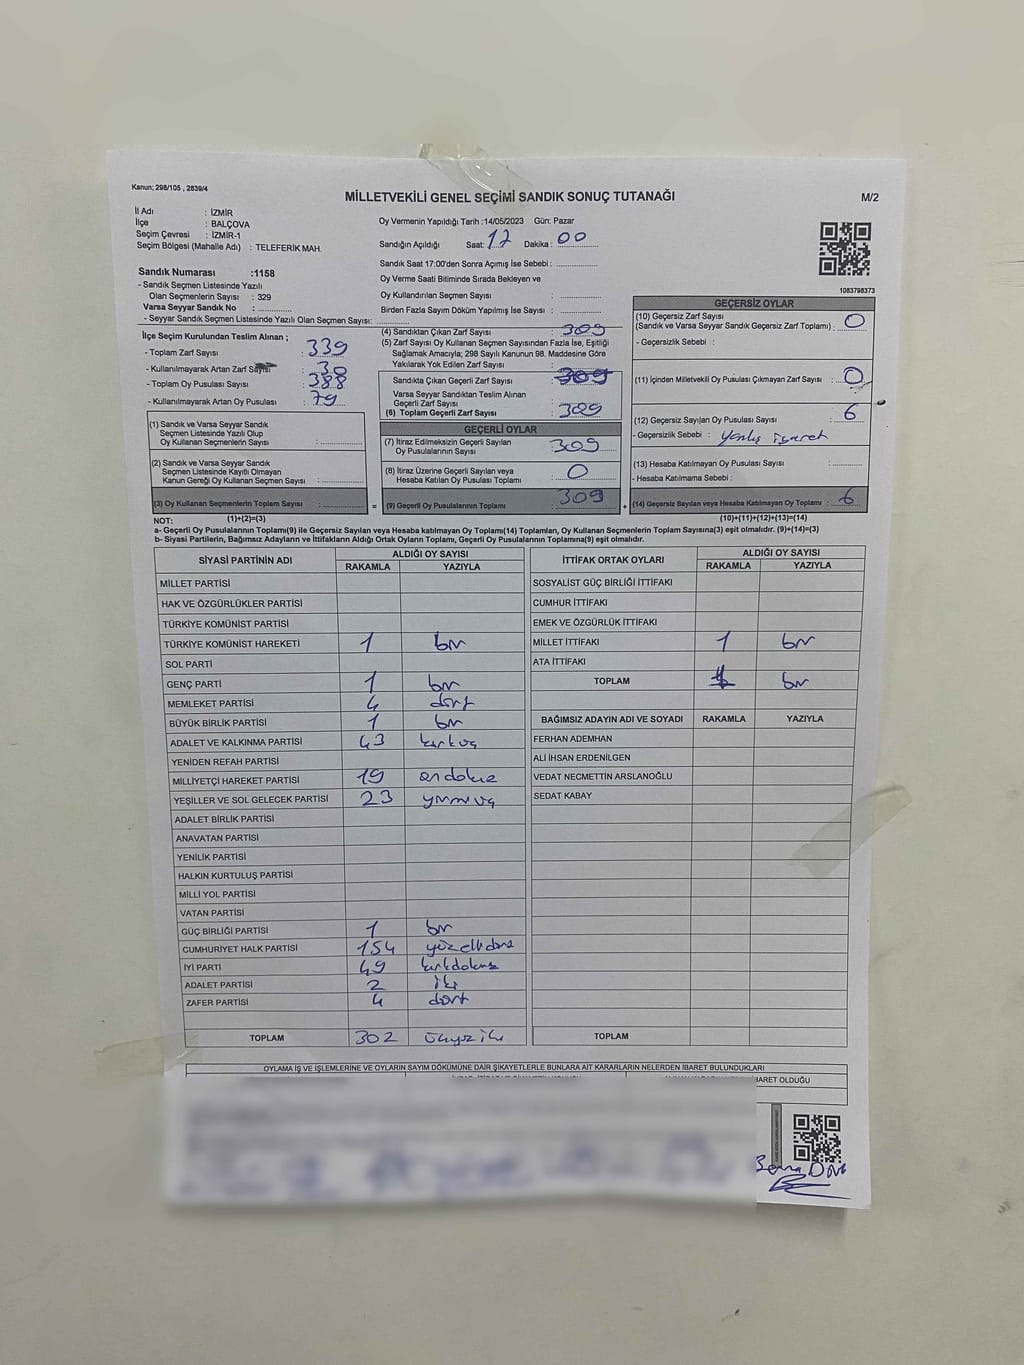 Kanun; 298/105 , 2839/4
MİLLETVEKİLİ GENEL SEÇİMİ SANDIK SONUÇ TUTANAĞI
M/2
İl Adı : İZMİR
İlçe : BALÇOVA
Seçim Çevresi : İZMİR-1
Seçim Bölgesi (Mahalle Adı) : TELEFERİK MAH.
Oy Vermenin Yapıldığı Tarih :14/05/2023 Gün: Pazar
Sandığın Açıldığı Saat: 17 Dakika : 00
Sandık Saat 17:00'den Sonra Açımış İse Sebebi :
Oy Verme Saati Bitiminde Sırada Bekleyen ve
Oy Kullandırılan Seçmen Sayısı :
Birden Fazla Sayım Döküm Yapılmış İse Sayısı :
1083798373
Sandık Numarası :1158
- Sandık Seçmen Listesinde Yazılı
Olan Seçmenlerin Sayısı : 329
Varsa Seyyar Sandık No :
- Seyyar Sandık Seçmen Listesinde Yazılı Olan Seçmen Sayısı:
İlçe Seçim Kurulundan Teslim Alınan ;
- Toplam Zarf Sayısı : 339
- Kullanılmayarak Artan Zarf Sayısı : 30
- Toplam Oy Pusulası Sayısı : 388
- Kullanılmayarak Artan Oy Pusulası : 79
(1) Sandık ve Varsa Seyyar Sandık
Seçmen Listesinde Yazılı Olup
Oy Kullanan Seçmenlerin Sayısı :
(2) Sandık ve Varsa Seyyar Sandık
Seçmen Listesinde Kayıtlı Olmayan
Kanun Gereği Oy Kullanan Seçmen Sayısı :
(3) Oy Kullanan Seçmenlerin Toplam Sayısı :
(1)+(2)=(3)
(4) Sandıktan Çıkan Zarf Sayısı : 309
(5) Zarf Sayısı Oy Kullanan Seçmen Sayısından Fazla İse, Eşitliği
Sağlamak Amacıyla; 298 Sayılı Kanunun 98. Maddesine Göre
Yakılarak Yok Edilen Zarf Sayısı :
Sandıkta Çıkan Geçerli Zarf Sayısı : 309
Varsa Seyyar Sandıktan Teslim Alınan
Geçerli Zarf Sayısı :
(6) Toplam Geçerli Zarf Sayısı : 309
GEÇERLİ OYLAR
(7) İtiraz Edilmeksizin Geçerli Sayılan
Oy Pusulalarının Sayısı : 309
(8) İtiraz Üzerine Geçerli Sayılan veya
Hesaba Katılan Oy Pusulası Toplamı : 0
(9) Geçerli Oy Pusulalarının Toplamı : 309
GEÇERSİZ OYLAR
(10) Geçersiz Zarf Sayısı
(Sandık ve Varsa Seyyar Sandık Geçersiz Zarf Toplamı) : 0
- Geçersizlik Sebebi :
(11) İçinden Milletvekili Oy Pusulası Çıkmayan Zarf Sayısı : 0
(12) Geçersiz Sayılan Oy Pusulası Sayısı : 6
- Geçersizlik Sebebi : yanlış işaret
(13) Hesaba Katılmayan Oy Pusulası Sayısı :
- Hesaba Katılmama Sebebi :
(14) Geçersiz Sayılan veya Hesaba Katılmayan Oy Toplamı : 6
(10)+(11)+(12)+(13)=(14)
NOT:
a- Geçerli Oy Pusulalarının Toplamı(9) ile Geçersiz Sayılan veya Hesaba katılmayan Oy Toplamı(14) Toplamları, Oy Kullanan Seçmenlerin Toplam Sayısına(3) eşit olmalıdır. (9)+(14)=(3)
b- Siyasi Partilerin, Bağımsız Adayların ve İttifakların Aldığı Ortak Oyların Toplamı, Geçerli Oy Pusulalarının Toplamına(9) eşit olmalıdır.
SİYASİ PARTİNİN ADI ALDIĞI OY SAYISI
RAKAMLA YAZIYLA
MİLLET PARTİSİ
HAK VE ÖZGÜRLÜKLER PARTİSİ
TÜRKİYE KOMÜNİST PARTİSİ
TÜRKİYE KOMÜNİST HAREKETİ 1 bir
SOL PARTİ
GENÇ PARTİ 1 bir
MEMLEKET PARTİSİ 4 dört
BÜYÜK BİRLİK PARTİSİ 1 bir
ADALET VE KALKINMA PARTİSİ 43 kırküç
YENİDEN REFAH PARTİSİ
MİLLİYETÇİ HAREKET PARTİSİ 19 ondokuz
YEŞİLLER VE SOL GELECEK PARTİSİ 23 yirmiüç
ADALET BİRLİK PARTİSİ
ANAVATAN PARTİSİ
YENİLİK PARTİSİ
HALKIN KURTULUŞ PARTİSİ
MİLLİ YOL PARTİSİ
VATAN PARTİSİ
GÜÇ BİRLİĞİ PARTİSİ 1 bir
CUMHURİYET HALK PARTİSİ 154 yüzellidört
İYİ PARTİ 49 kırkdokuz
ADALET PARTİSİ 2 iki
ZAFER PARTİSİ 4 dört
TOPLAM 302 üçyüziki
İTTİFAK ORTAK OYLARI ALDIĞI OY SAYISI
RAKAMLA YAZIYLA
SOSYALİST GÜÇ BİRLİĞİ İTTİFAKI
CUMHUR İTTİFAKI
EMEK VE ÖZGÜRLÜK İTTİFAKI
MİLLET İTTİFAKI 1 bir
ATA İTTİFAKI
TOPLAM 1 bir
BAĞIMSIZ ADAYIN ADI VE SOYADI RAKAMLA YAZIYLA
FERHAN ADEMHAN
ALİ İHSAN ERDENİLGEN
VEDAT NECMETTİN ARSLANOĞLU
SEDAT KABAY
TOPLAM
OYLAMA İŞ VE İŞLEMLERİNE VE OYLARIN SAYIM DÖKÜMÜNE DAİR ŞİKAYETLERLE BUNLARA AİT KARARLARIN NELERDEN İBARET BULUNDUKLARI
İBARET OLDUĞU